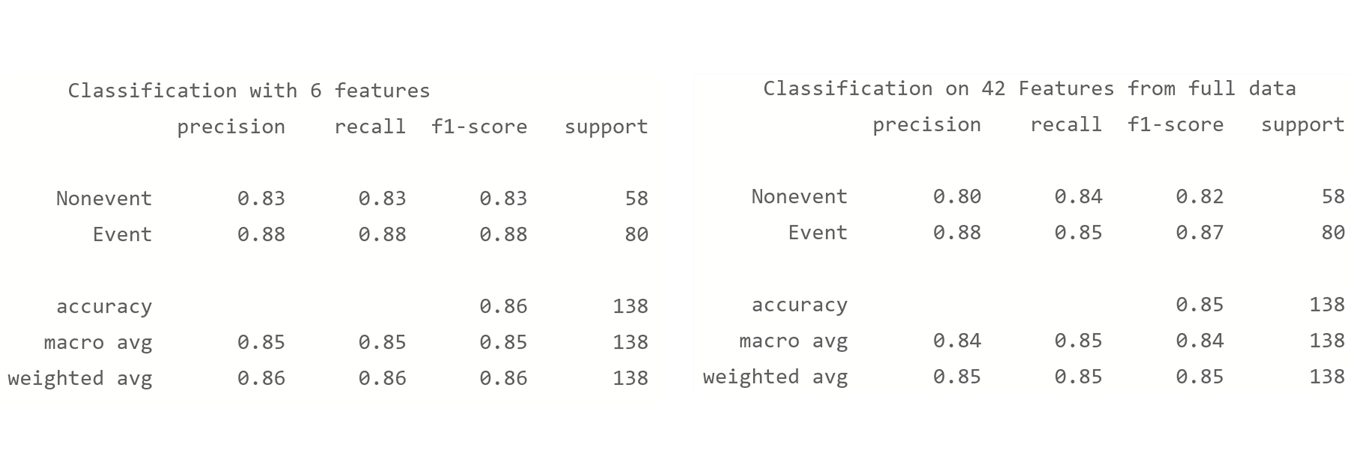 Classification with 6 features
precision recall f1-score support
Nonevent 0.83 0.83 0.83 58
Event 0.88 0.88 0.88 80
accuracy 0.86 138
macro avg 0.85 0.85 0.85 138
weighted avg 0.86 0.86 0.86 138
Classification on 42 Features from full data
precision recall f1-score support
Nonevent 0.80 0.84 0.82 58
Event 0.88 0.85 0.87 80
accuracy 0.85 138
macro avg 0.84 0.85 0.84 138
weighted avg 0.85 0.85 0.85 138